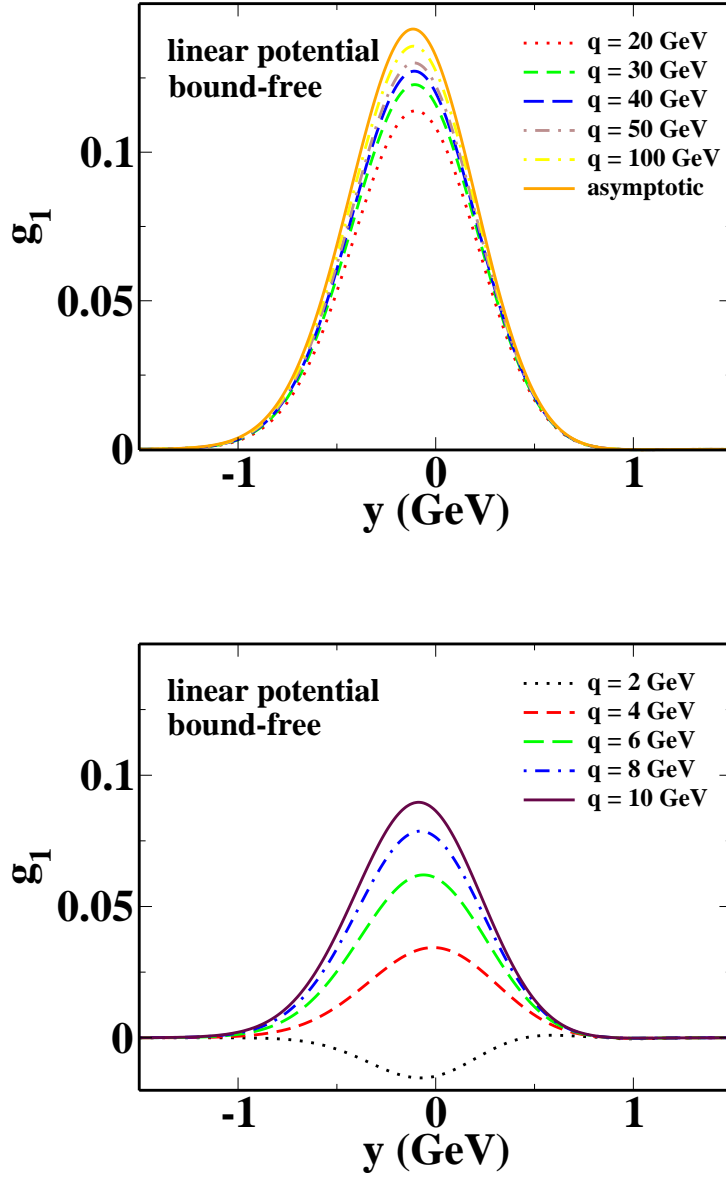 linear potential
bound-free
q = 20 GeV
q = 30 GeV
q = 40 GeV
q = 50 GeV
q = 100 GeV
asymptotic
0.1
0.05
0
g1
-1 0 1
y (GeV)
linear potential
bound-free
q = 2 GeV
q = 4 GeV
q = 6 GeV
q = 8 GeV
q = 10 GeV
0.1
0.05
0
g1
-1 0 1
y (GeV)